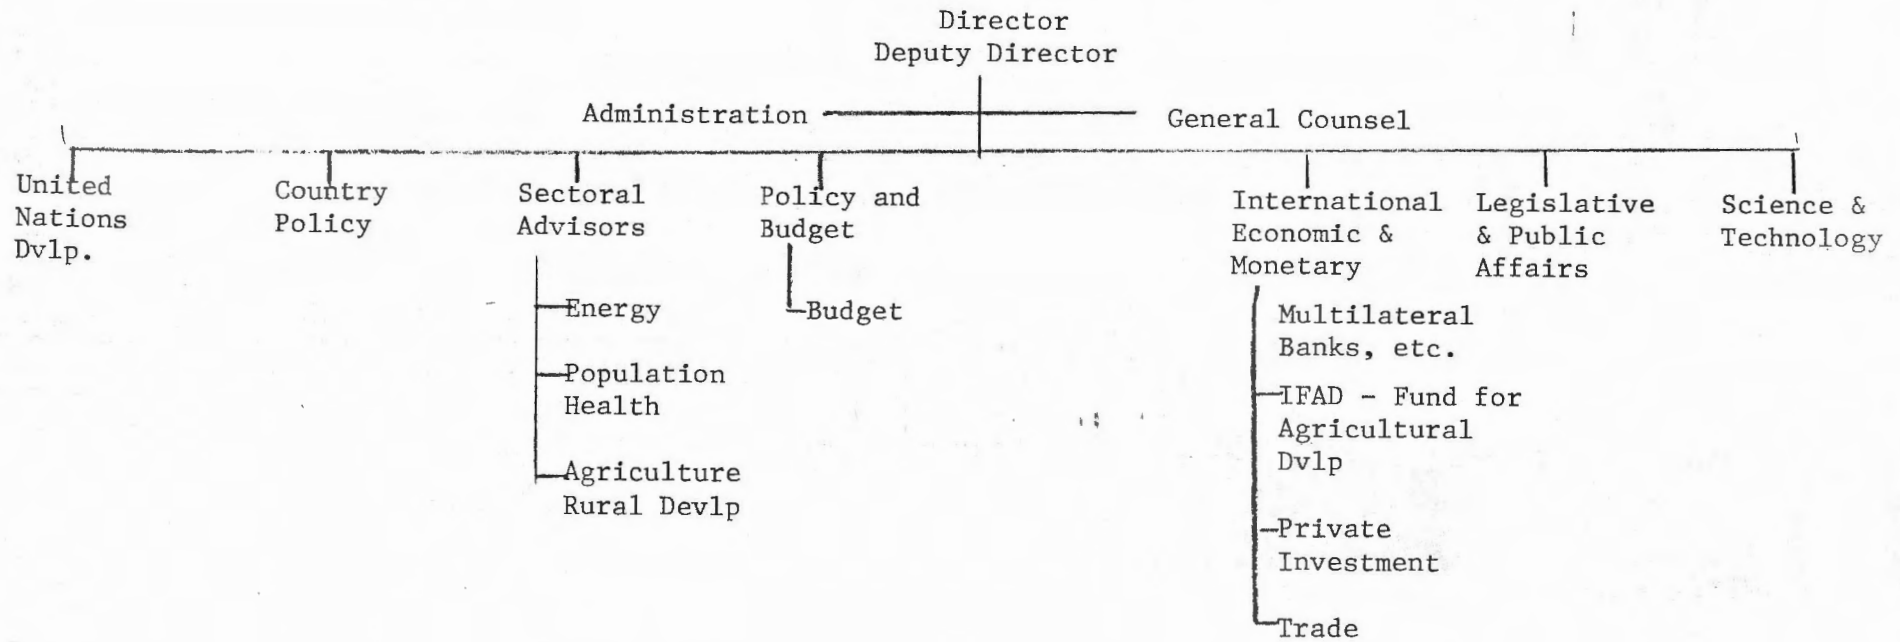 Director
Deputy Director
Administration
General Counsel
United
Nations
Dvlp.
Country
Policy
Sectoral
Advisors
Energy
Population
Health
Agriculture
Rural Devlp
Policy and
Budget
Budget
International
Economic &
Monetary
Multilateral
Banks, etc.
IFAD - Fund for
Agricultural
Dvlp
Private
Investment
Trade
Legislative
& Public
Affairs
Science &
Technology